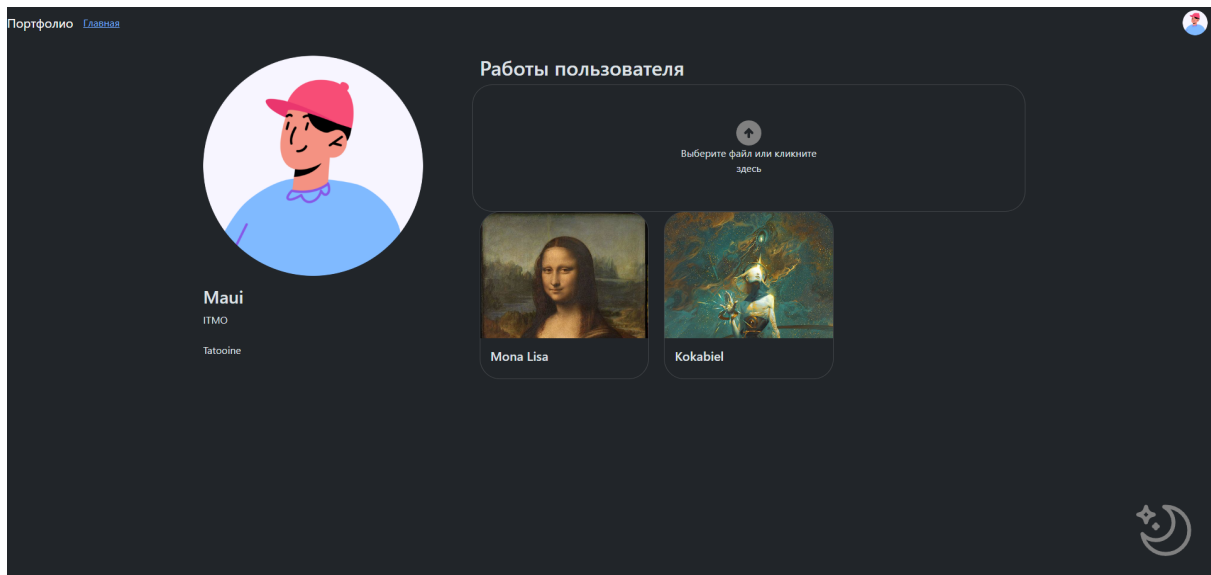 Портфолио Главная
Maui
ITMO
Tatooine
Работы пользователя
Выберите файл или кликните
здесь
Mona Lisa
Kokabiel